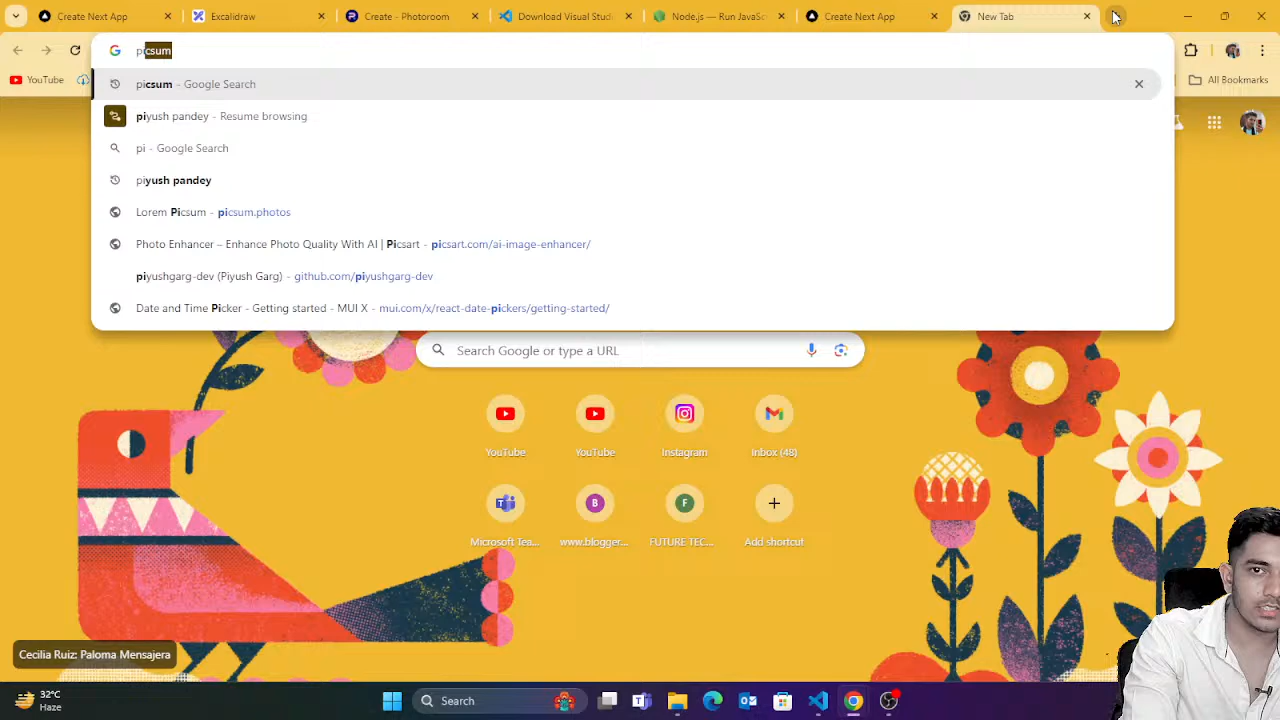 Create Next App
Excalidraw
Create - Photoroom
Download Visual Stud
Node.js — Run JavaSc
Create Next App
New Tab
picsum
YouTube
All Bookmarks
picsum - Google Search
piyush pandey - Resume browsing
pi - Google Search
piyush pandey
Lorem Picsum - picsum.photos
Photo Enhancer – Enhance Photo Quality With AI | Picsart - picsart.com/ai-image-enhancer/
piyushgarg-dev (Piyush Garg) - github.com/piyushgarg-dev
Date and Time Picker - Getting started - MUI X - mui.com/x/react-date-pickers/getting-started/
Search Google or type a URL
YouTube
YouTube
Instagram
Inbox (48)
Microsoft Tea...
B
www.blogger...
F
FUTURE TEC...
Add shortcut
Cecilia Ruiz: Paloma Mensajera
32°C
Haze
Search